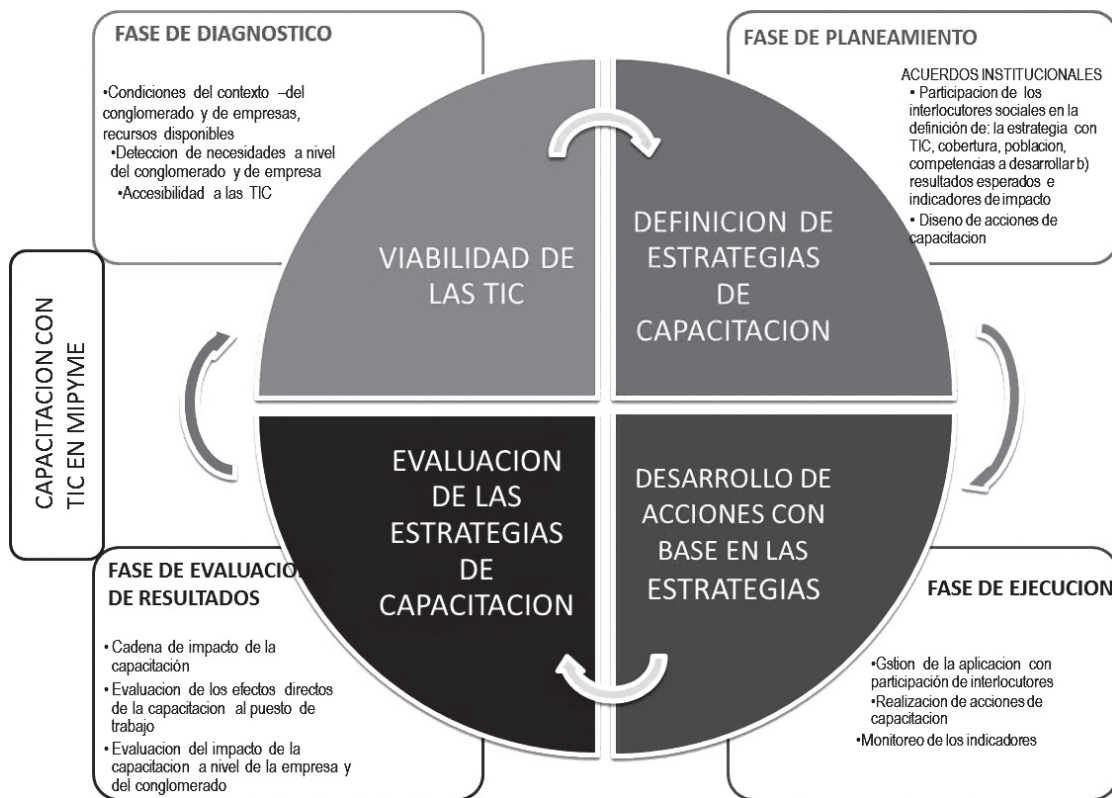 FASE DE DIAGNOSTICO
•Condiciones del contexto –del
conglomerado y de empresas,
recursos disponibles
•Deteccion de necesidades a nivel
del conglomerado y de empresa
•Accesibilidad a las TIC
FASE DE PLANEAMIENTO
ACUERDOS INSTITUCIONALES
• Participacion de los
interlocutores sociales en la
definición de: la estrategia con
TIC, cobertura, poblacion,
competencias a desarrollar b)
resultados esperados e
indicadores de impacto
• Diseno de acciones de
capacitacion
VIABILIDAD DE
LAS TIC
DEFINICION DE
ESTRATEGIAS
DE
CAPACITACION
CAPACITACION CON
TIC EN MIPYME
EVALUACION
DE LAS
ESTRATEGIAS
DE
CAPACITACION
DESARROLLO DE
ACCIONES CON
BASE EN LAS
ESTRATEGIAS
FASE DE EVALUACION
DE RESULTADOS
• Cadena de impacto de la
capacitación
• Evaluacion de los efectos directos
de la capacitacion al puesto de
trabajo
• Evaluacion del impacto de la
capacitacion a nivel de la empresa y
del conglomerado
FASE DE EJECUCION
•Gstion de la aplicacion con
participación de interlocutores
•Realizacion de acciones de
capacitacion
•Monitoreo de los indicadores